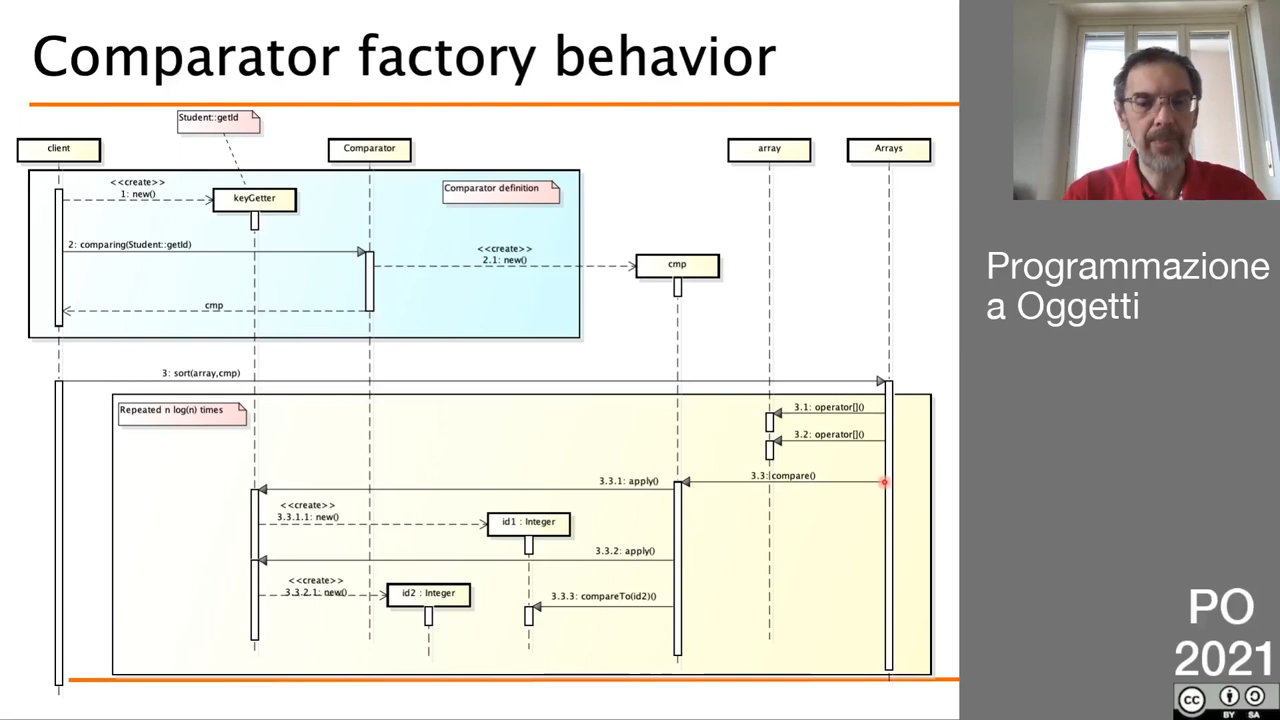 Comparator factory behavior
Student::getId
client
Comparator
array
Arrays
<<create>>
1: new()
keyGetter
Comparator definition
2: comparing(Student::getId)
<<create>>
2.1: new()
cmp
cmp
3: sort(array,cmp)
Repeated n log(n) times
3.1: operator[]()
3.2: operator[]()
3.3: compare()
3.3.1: apply()
<<create>>
3.3.1.1: new()
id1 : Integer
3.3.2: apply()
<<create>>
3.3.2.1: new()
id2 : Integer
3.3.3: compareTo(id2)()
Programmazione
a Oggetti
PO
2021
CC
BY SA